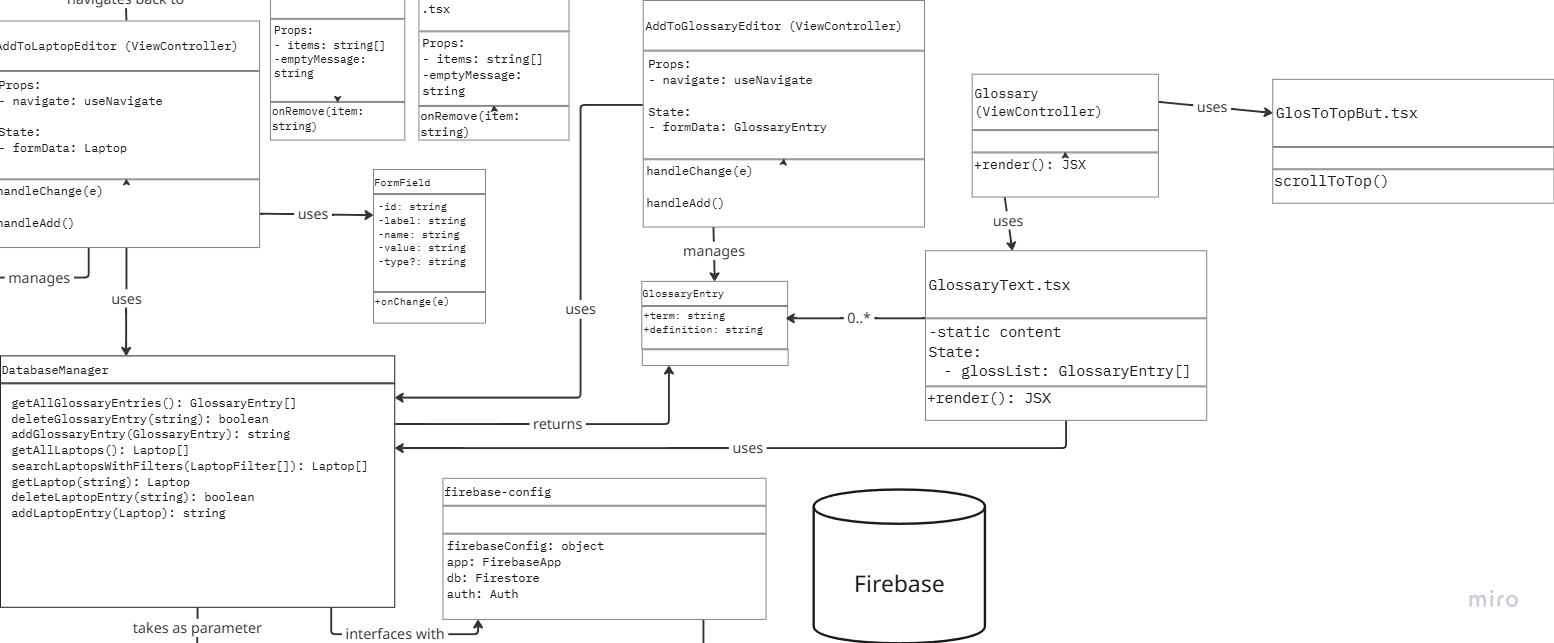 navigates back to
AddToLaptopEditor (ViewController)
Props:
- navigate: useNavigate
State:
- formData: Laptop
handleChange(e)
handleAdd()
manages
uses
Props:
- items: string[]
-emptyMessage:
string
onRemove(item:
string)
.tsx
Props:
- items: string[]
-emptyMessage:
string
onRemove(item:
string)
uses
FormField
-id: string
-label: string
-name: string
-value: string
-type?: string
+onChange(e)
AddToGlossaryEditor (ViewController)
Props:
- navigate: useNavigate
State:
- formData: GlossaryEntry
handleChange(e)
handleAdd()
manages
uses
GlossaryEntry
+term: string
+definition: string
0..*
Glossary
(ViewController)
+render(): JSX
uses
GlosToTopBut.tsx
scrollToTop()
uses
GlossaryText.tsx
-static content
State:
- glossList: GlossaryEntry[]
+render(): JSX
DatabaseManager
getAllGlossaryEntries(): GlossaryEntry[]
deleteGlossaryEntry(string): boolean
addGlossaryEntry(GlossaryEntry): string
getAllLaptops(): Laptop[]
searchLaptopsWithFilters(LaptopFilter[]): Laptop[]
getLaptop(string): Laptop
deleteLaptopEntry(string): boolean
addLaptopEntry(Laptop): string
returns
uses
firebase-config
firebaseConfig: object
app: FirebaseApp
db: Firestore
auth: Auth
Firebase
takes as parameter
interfaces with
miro